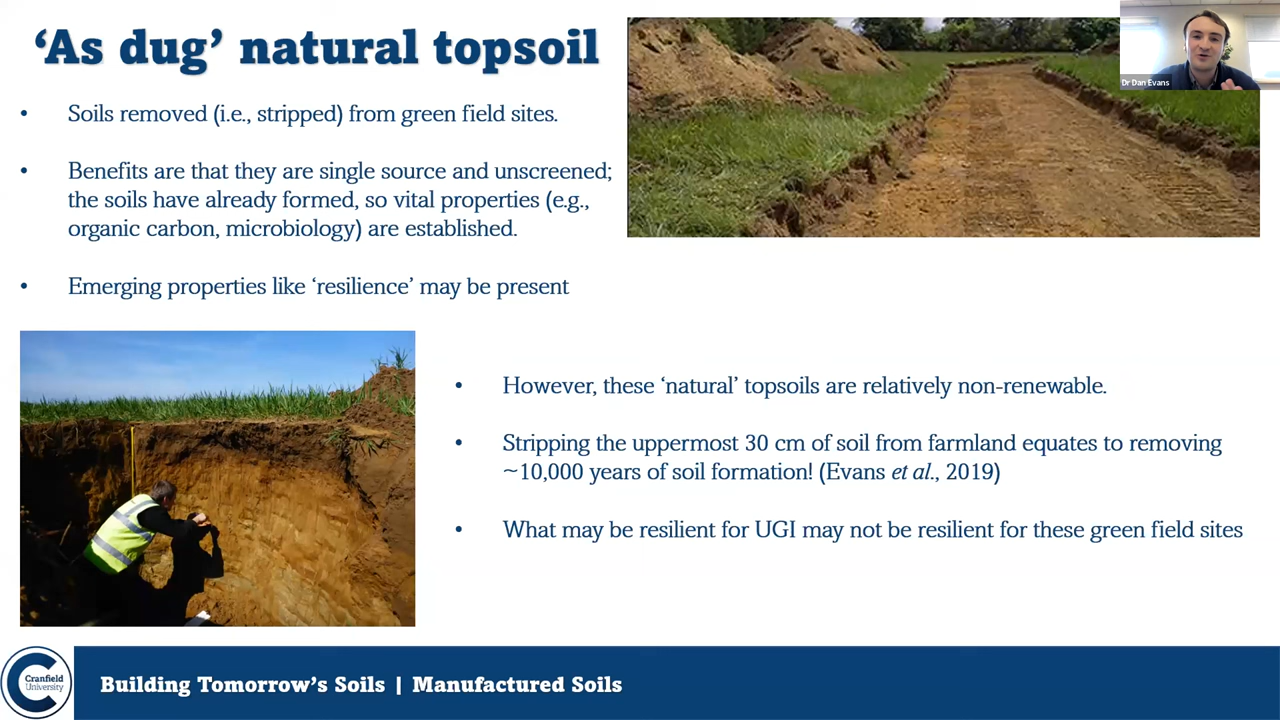 ‘As dug’ natural topsoil
Dr Dan Evans
• Soils removed (i.e., stripped) from green field sites.
• Benefits are that they are single source and unscreened;
the soils have already formed, so vital properties (e.g.,
organic carbon, microbiology) are established.
• Emerging properties like ‘resilience’ may be present
• However, these ‘natural’ topsoils are relatively non-renewable.
• Stripping the uppermost 30 cm of soil from farmland equates to removing
~10,000 years of soil formation! (Evans et al., 2019)
• What may be resilient for UGI may not be resilient for these green field sites
Cranfield
University
Building Tomorrow’s Soils | Manufactured Soils